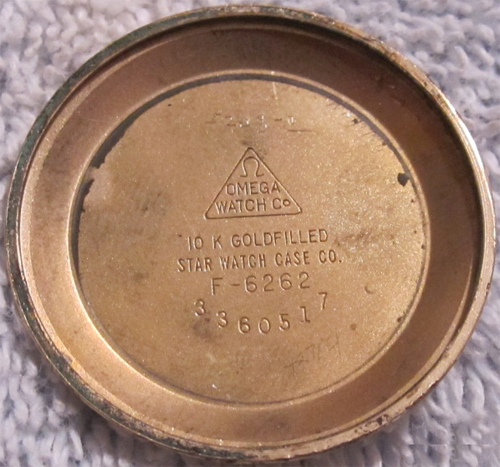 Ω
OMEGA
WATCH Co
10 K GOLDFILLED
STAR WATCH CASE CO.
F-6262
3360517